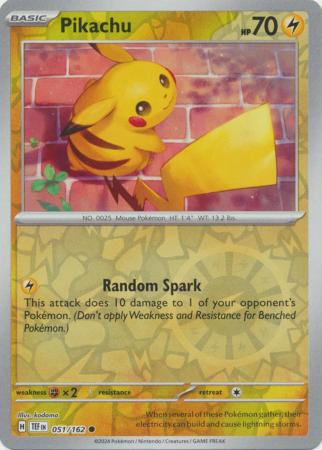 BASIC
Pikachu HP 70
NO. 0025 Mouse Pokémon. HT. 1'4" WT. 13.2 lbs.
Random Spark
This attack does 10 damage to 1 of your opponent's
Pokémon. (Don't apply Weakness and Resistance for Benched
Pokémon.)
weakness ×2 resistance retreat
Illus. kodama
H TEF EN 051/162
When several of these Pokémon gather, their
electricity can build and cause lightning storms.
©2024 Pokémon / Nintendo / Creatures / GAME FREAK